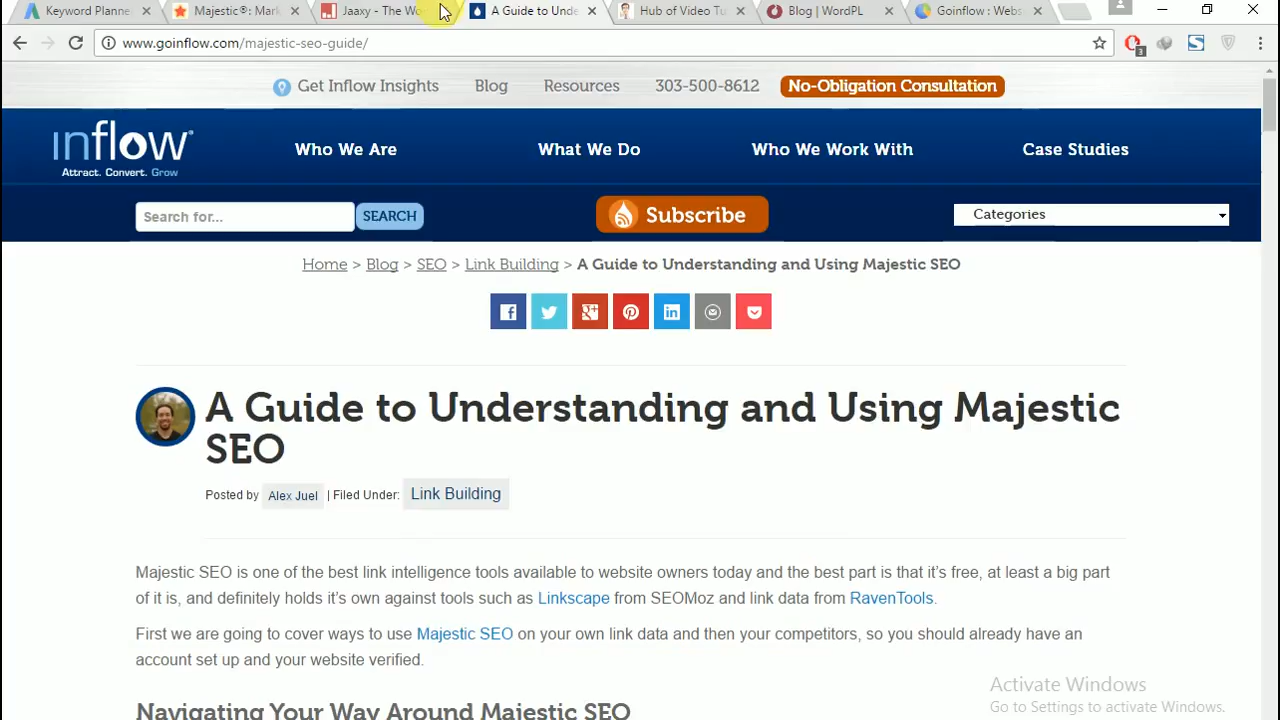 Keyword Planne
Majestic®: Mark
Jaaxy - The Wo
A Guide to Unde
Hub of Video Tu
Blog | WordPL
Goinflow : Webs
www.goinflow.com/majestic-seo-guide/
3
Get Inflow Insights
Blog
Resources
303-500-8612
No-Obligation Consultation
inflow®
Attract. Convert. Grow
Who We Are
What We Do
Who We Work With
Case Studies
Search for...
SEARCH
Subscribe
Categories
Home > Blog > SEO > Link Building > A Guide to Understanding and Using Majestic SEO
A Guide to Understanding and Using Majestic
SEO
Posted by Alex Juel | Filed Under: Link Building
Majestic SEO is one of the best link intelligence tools available to website owners today and the best part is that it's free, at least a big part
of it is, and definitely holds it's own against tools such as Linkscape from SEOMoz and link data from RavenTools.
First we are going to cover ways to use Majestic SEO on your own link data and then your competitors, so you should already have an
account set up and your website verified.
Navigating Your Way Around Majestic SEO
Activate Windows
Go to Settings to activate Windows.